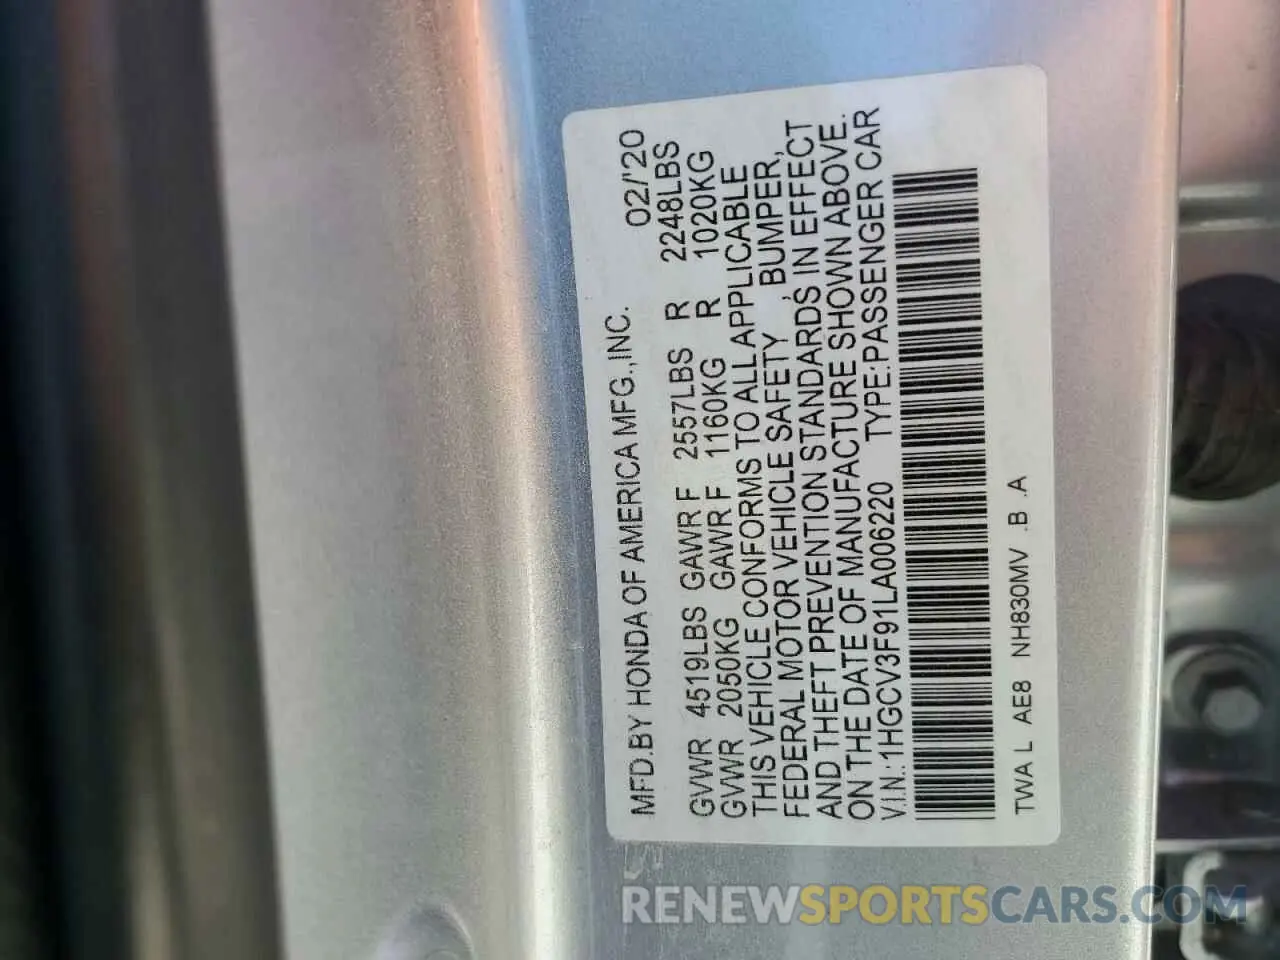 MFD.BY HONDA OF AMERICA MFG.,INC. 02/'20
GVWR 4519LBS GAWR F 2557LBS R 2248LBS
GVWR 2050KG GAWR F 1160KG R 1020KG
THIS VEHICLE CONFORMS TO ALL APPLICABLE
FEDERAL MOTOR VEHICLE SAFETY , BUMPER,
AND THEFT PREVENTION STANDARDS IN EFFECT
ON THE DATE OF MANUFACTURE SHOWN ABOVE.
V.I.N.:1HGCV3F91LA006220 TYPE:PASSENGER CAR
TWA L AE8 NH830MV .B .A
RENEWSPORTSCARS.COM